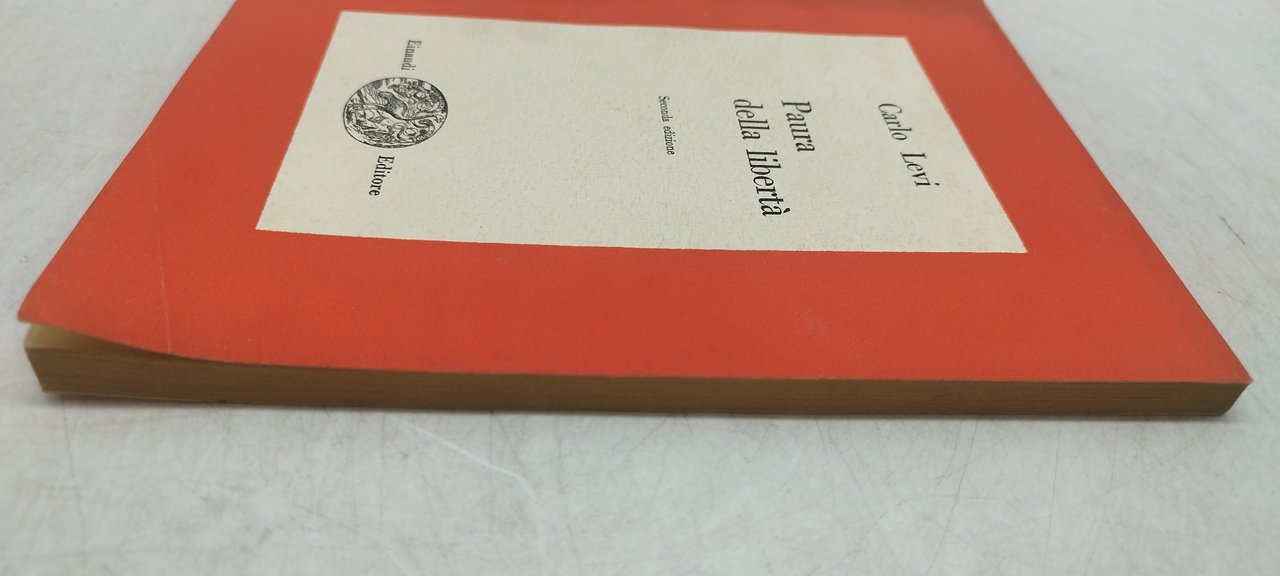 Carlo Levi
Paura
della libertà
Seconda edizione
Einaudi Editore